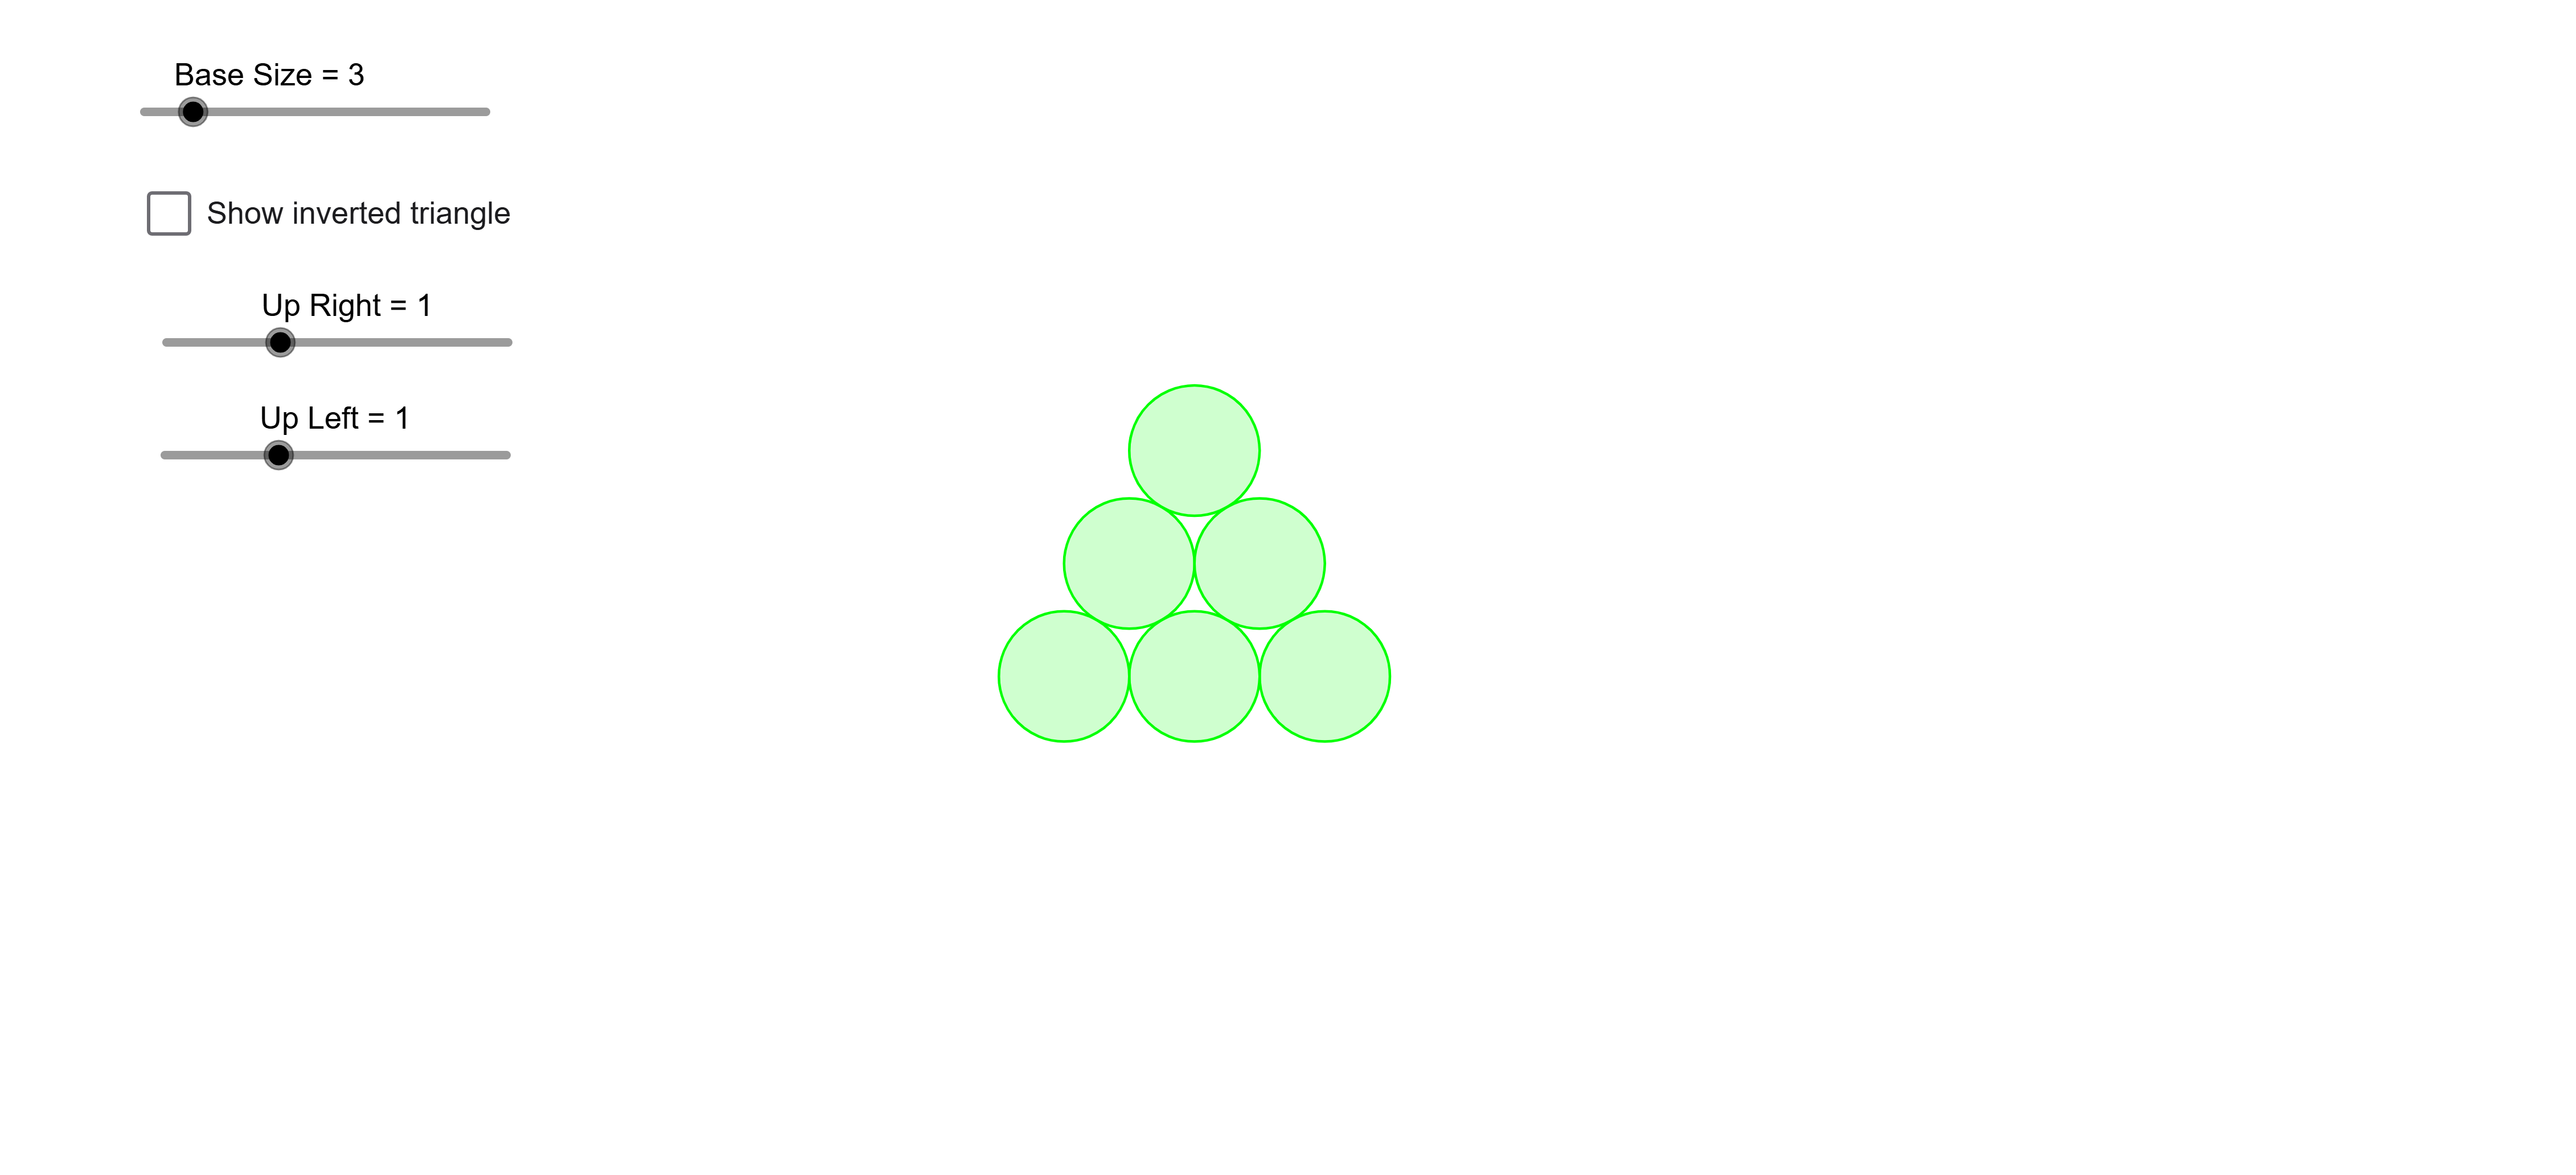 Base Size = 3
Show inverted triangle
Up Right = 1
Up Left = 1